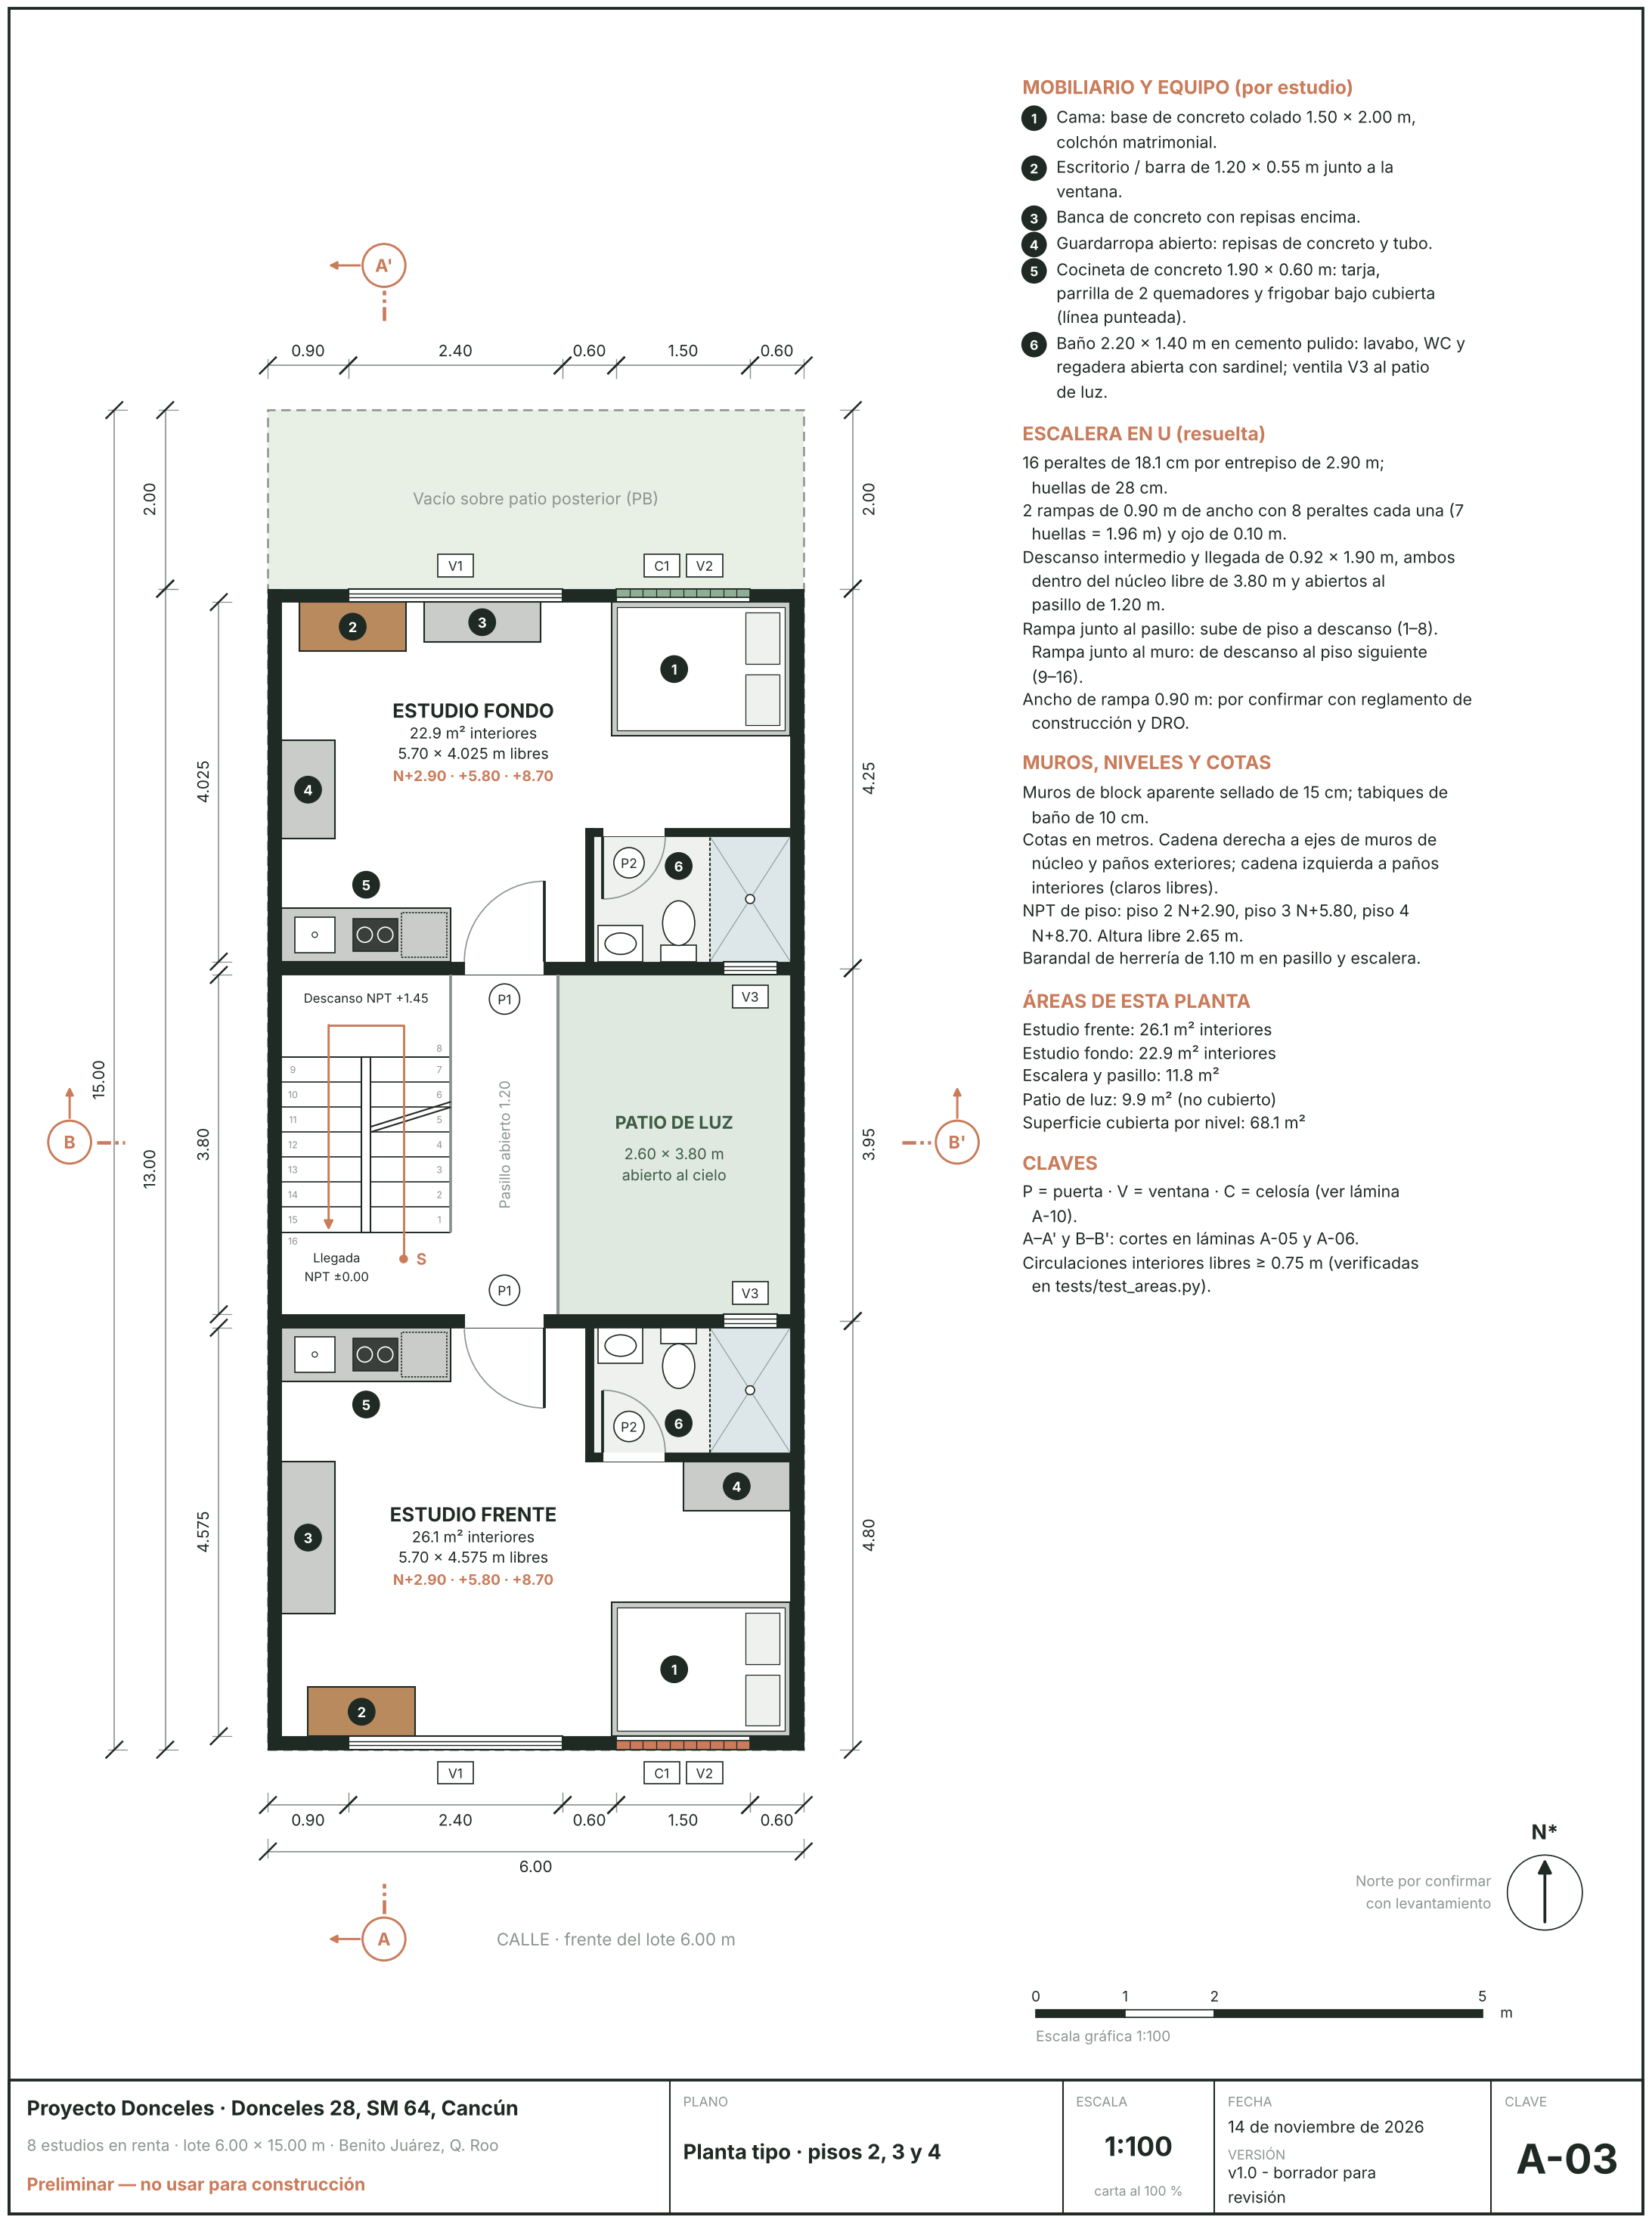 MOBILIARIO Y EQUIPO (por estudio)
1 Cama: base de concreto colado 1.50 × 2.00 m,
colchón matrimonial.
2 Escritorio / barra de 1.20 × 0.55 m junto a la
ventana.
3 Banca de concreto con repisas encima.
4 Guardarropa abierto: repisas de concreto y tubo.
5 Cocineta de concreto 1.90 × 0.60 m: tarja,
parrilla de 2 quemadores y frigobar bajo cubierta
(línea punteada).
6 Baño 2.20 × 1.40 m en cemento pulido: lavabo, WC y
regadera abierta con sardinel; ventila V3 al patio
de luz.
ESCALERA EN U (resuelta)
16 peraltes de 18.1 cm por entrepiso de 2.90 m;
huellas de 28 cm.
2 rampas de 0.90 m de ancho con 8 peraltes cada una (7
huellas = 1.96 m) y ojo de 0.10 m.
Descanso intermedio y llegada de 0.92 × 1.90 m, ambos
dentro del núcleo libre de 3.80 m y abiertos al
pasillo de 1.20 m.
Rampa junto al pasillo: sube de piso a descanso (1–8).
Rampa junto al muro: de descanso al piso siguiente
(9–16).
Ancho de rampa 0.90 m: por confirmar con reglamento de
construcción y DRO.
MUROS, NIVELES Y COTAS
Muros de block aparente sellado de 15 cm; tabiques de
baño de 10 cm.
Cotas en metros. Cadena derecha a ejes de muros de
núcleo y paños exteriores; cadena izquierda a paños
interiores (claros libres).
NPT de piso: piso 2 N+2.90, piso 3 N+5.80, piso 4
N+8.70. Altura libre 2.65 m.
Barandal de herrería de 1.10 m en pasillo y escalera.
ÁREAS DE ESTA PLANTA
Estudio frente: 26.1 m² interiores
Estudio fondo: 22.9 m² interiores
Escalera y pasillo: 11.8 m²
Patio de luz: 9.9 m² (no cubierto)
Superficie cubierta por nivel: 68.1 m²
CLAVES
P = puerta · V = ventana · C = celosía (ver lámina
A-10).
A–A' y B–B': cortes en láminas A-05 y A-06.
Circulaciones interiores libres ≥ 0.75 m (verificadas
en tests/test_areas.py).
A'
0.90 2.40 0.60 1.50 0.60
2.00
2.00
Vacío sobre patio posterior (PB)
V1 C1 V2
2 3 1
ESTUDIO FONDO
22.9 m² interiores
5.70 × 4.025 m libres
N+2.90 · +5.80 · +8.70
4.025
4.25
4
5
P2 6
Descanso NPT +1.45
P1
V3
8
9 7
10 6
11 5
12 4
13 3
14 2
15 1
16
Pasillo abierto 1.20
PATIO DE LUZ
2.60 × 3.80 m
abierto al cielo
15.00
13.00
3.80
3.95
B
B'
Llegada
NPT ±0.00
S
P1
V3
5
P2 6
4
ESTUDIO FRENTE
26.1 m² interiores
5.70 × 4.575 m libres
N+2.90 · +5.80 · +8.70
3
4.575
4.80
1
2
V1 C1 V2
0.90 2.40 0.60 1.50 0.60
6.00
A
CALLE · frente del lote 6.00 m
N*
Norte por confirmar
con levantamiento
0 1 2 5
m
Escala gráfica 1:100
Proyecto Donceles · Donceles 28, SM 64, Cancún
8 estudios en renta · lote 6.00 × 15.00 m · Benito Juárez, Q. Roo
Preliminar — no usar para construcción
PLANO
Planta tipo · pisos 2, 3 y 4
ESCALA
1:100
carta al 100 %
FECHA
14 de noviembre de 2026
VERSIÓN
v1.0 - borrador para
revisión
CLAVE
A-03